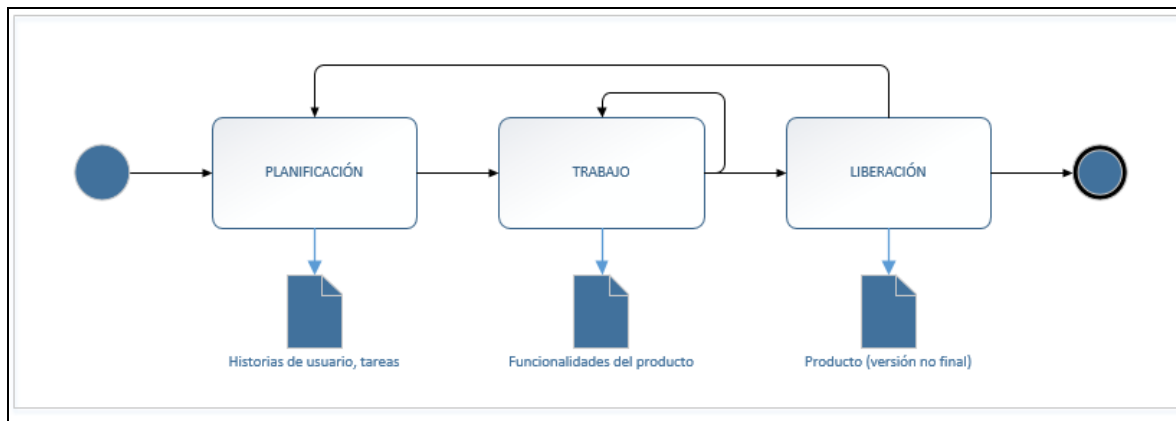 PLANIFICACIÓN
TRABAJO
LIBERACIÓN
Historias de usuario, tareas
Funcionalidades del producto
Producto (versión no final)